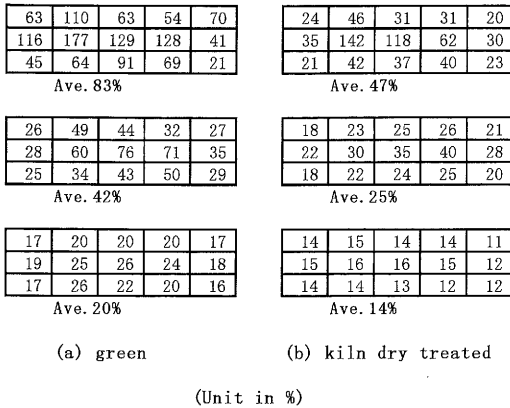 63 110 63 54 70
116 177 129 128 41
45 64 91 69 21
Ave. 83%
26 49 44 32 27
28 60 76 71 35
25 34 43 50 29
Ave. 42%
17 20 20 20 17
19 25 26 24 18
17 26 22 20 16
Ave. 20%
(a) green
24 46 31 31 20
35 142 118 62 30
21 42 37 40 23
Ave. 47%
18 23 25 26 21
22 30 35 40 28
18 22 24 25 20
Ave. 25%
14 15 14 14 11
15 16 16 15 12
14 14 13 12 12
Ave. 14%
(b) kiln dry treated
(Unit in %)